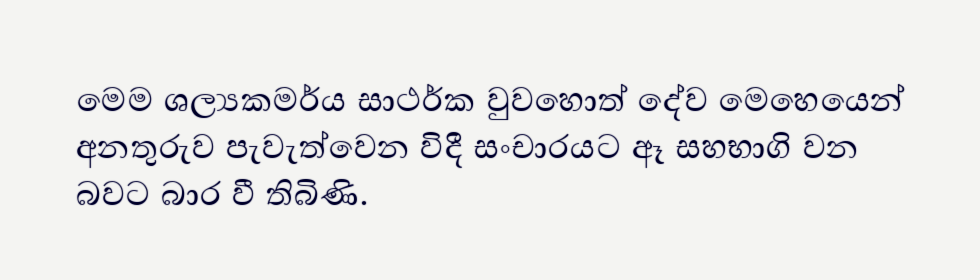 මෙම ශල්‍යකමර්ය සාථර්ක වුවහොත් දේව මෙහෙයෙන්
අනතුරුව පැවැත්වෙන විදී සංචාරයට ඈ සහභාගි වන
බවට බාර වී තිබිණි.